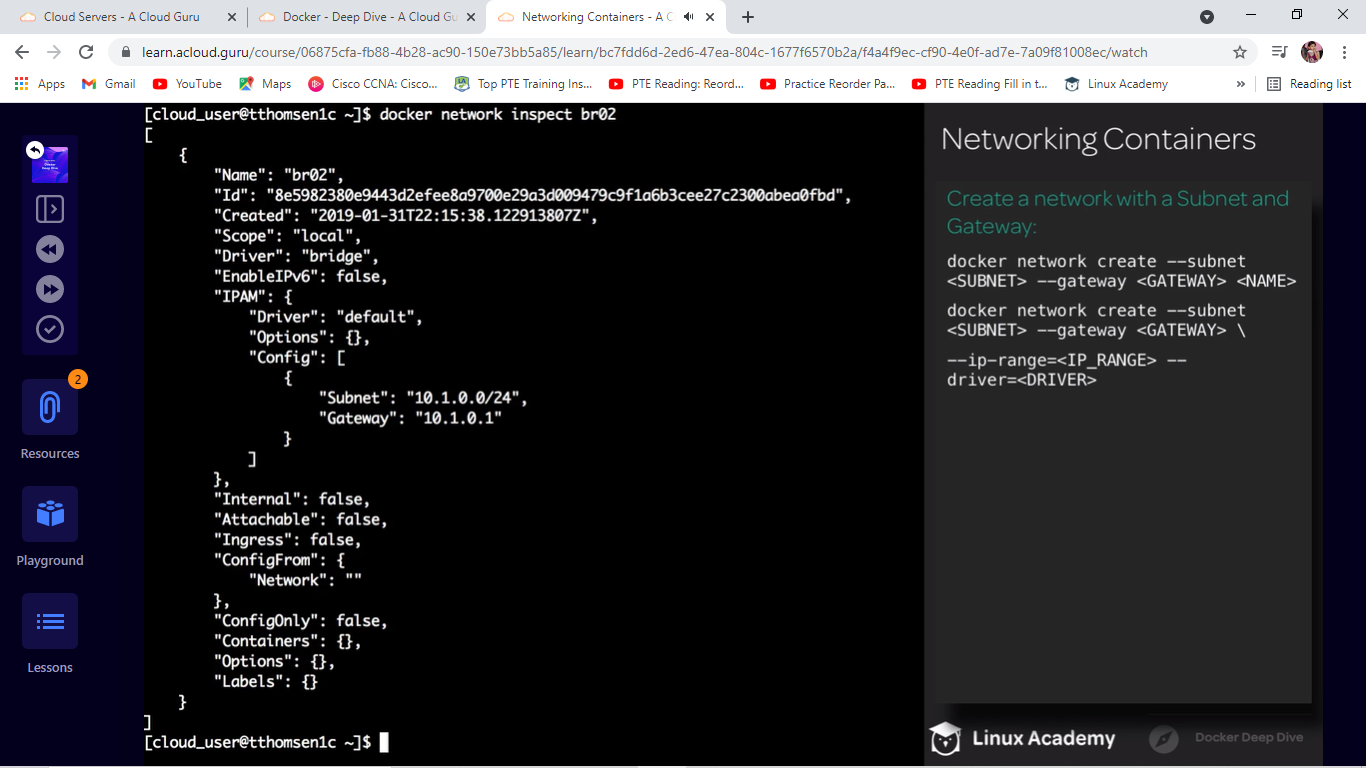 Cloud Servers - A Cloud Guru
Docker - Deep Dive - A Cloud Gu
Networking Containers - A C
learn.acloud.guru/course/06875cfa-fb88-4b28-ac90-150e73bb5a85/learn/bc7fdd6d-2ed6-47ea-804c-1677f6570b2a/f4a4f9ec-cf90-4e0f-ad7e-7a09f81008ec/watch
Apps Gmail YouTube Maps Cisco CCNA: Cisco... Top PTE Training Ins... PTE Reading: Reord... Practice Reorder Pa... PTE Reading Fill in t... Linux Academy » Reading list
Docker
Deep Dive
2
Resources
Playground
Lessons
[cloud_user@tthomsen1c ~]$ docker network inspect br02
[
    {
        "Name": "br02",
        "Id": "8e5982380e9443d2efee8a9700e29a3d009479c9f1a6b3cee27c2300abea0fbd",
        "Created": "2019-01-31T22:15:38.122913807Z",
        "Scope": "local",
        "Driver": "bridge",
        "EnableIPv6": false,
        "IPAM": {
            "Driver": "default",
            "Options": {},
            "Config": [
                {
                    "Subnet": "10.1.0.0/24",
                    "Gateway": "10.1.0.1"
                }
            ]
        },
        "Internal": false,
        "Attachable": false,
        "Ingress": false,
        "ConfigFrom": {
            "Network": ""
        },
        "ConfigOnly": false,
        "Containers": {},
        "Options": {},
        "Labels": {}
    }
]
[cloud_user@tthomsen1c ~]$
Networking Containers
Create a network with a Subnet and
Gateway:
docker network create --subnet
<SUBNET> --gateway <GATEWAY> <NAME>
docker network create --subnet
<SUBNET> --gateway <GATEWAY> \
--ip-range=<IP_RANGE> --
driver=<DRIVER>
Linux Academy
Docker Deep Dive